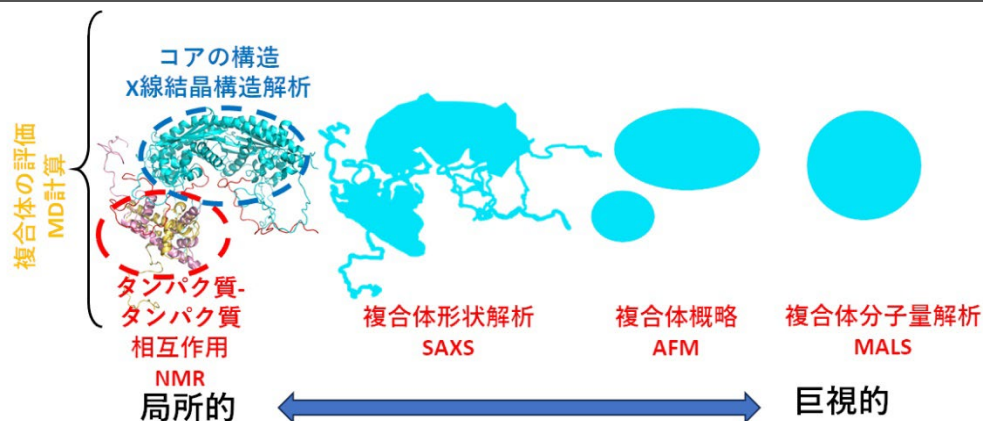 複合体の評価
MD計算
コアの構造
X線結晶構造解析
タンパク質-
タンパク質
相互作用
NMR
複合体形状解析
SAXS
複合体概略
AFM
複合体分子量解析
MALS
局所的
巨視的